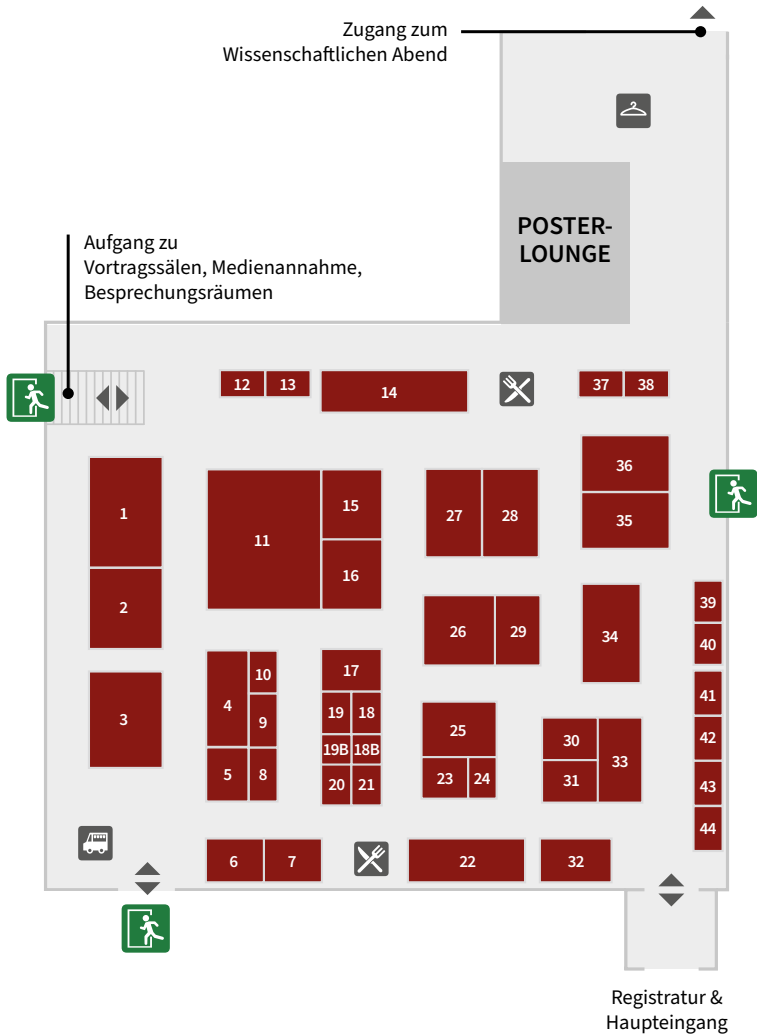 Zugang zum
Wissenschaftlichen Abend
POSTER-
LOUNGE
Aufgang zu
Vortragssälen, Medienannahme,
Besprechungsräumen
12 13 14 37 38
36
1 11 15 27 28 35
16
2 26 29 34 39
40
3 4 10 17 41
9 19 18 25 30 33 42
19B 18B
5 8 20 21 23 24 31 43
44
6 7 22 32
Registratur &
Haupteingang